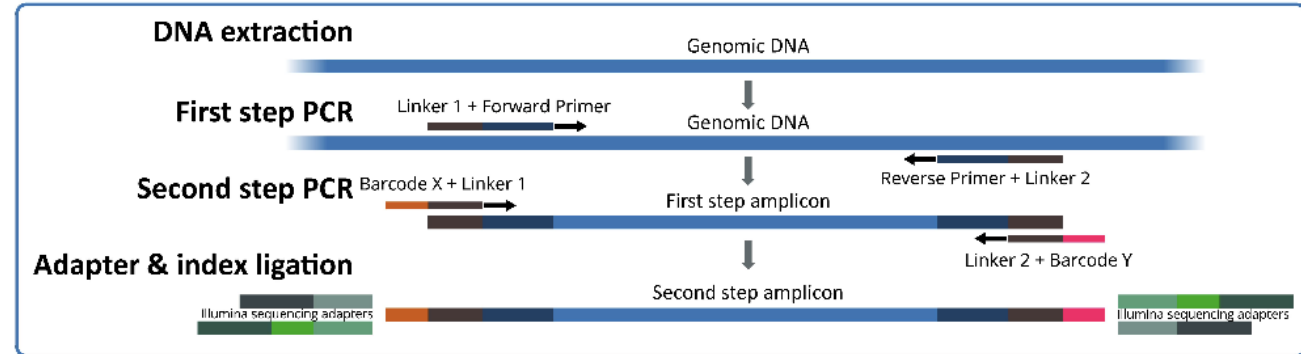 DNA extraction
Genomic DNA
First step PCR
Linker 1 + Forward Primer
Genomic DNA
Reverse Primer + Linker 2
Second step PCR
Barcode X + Linker 1
First step amplicon
Linker 2 + Barcode Y
Adapter & index ligation
Second step amplicon
Illumina sequencing adapters
Illumina sequencing adapters